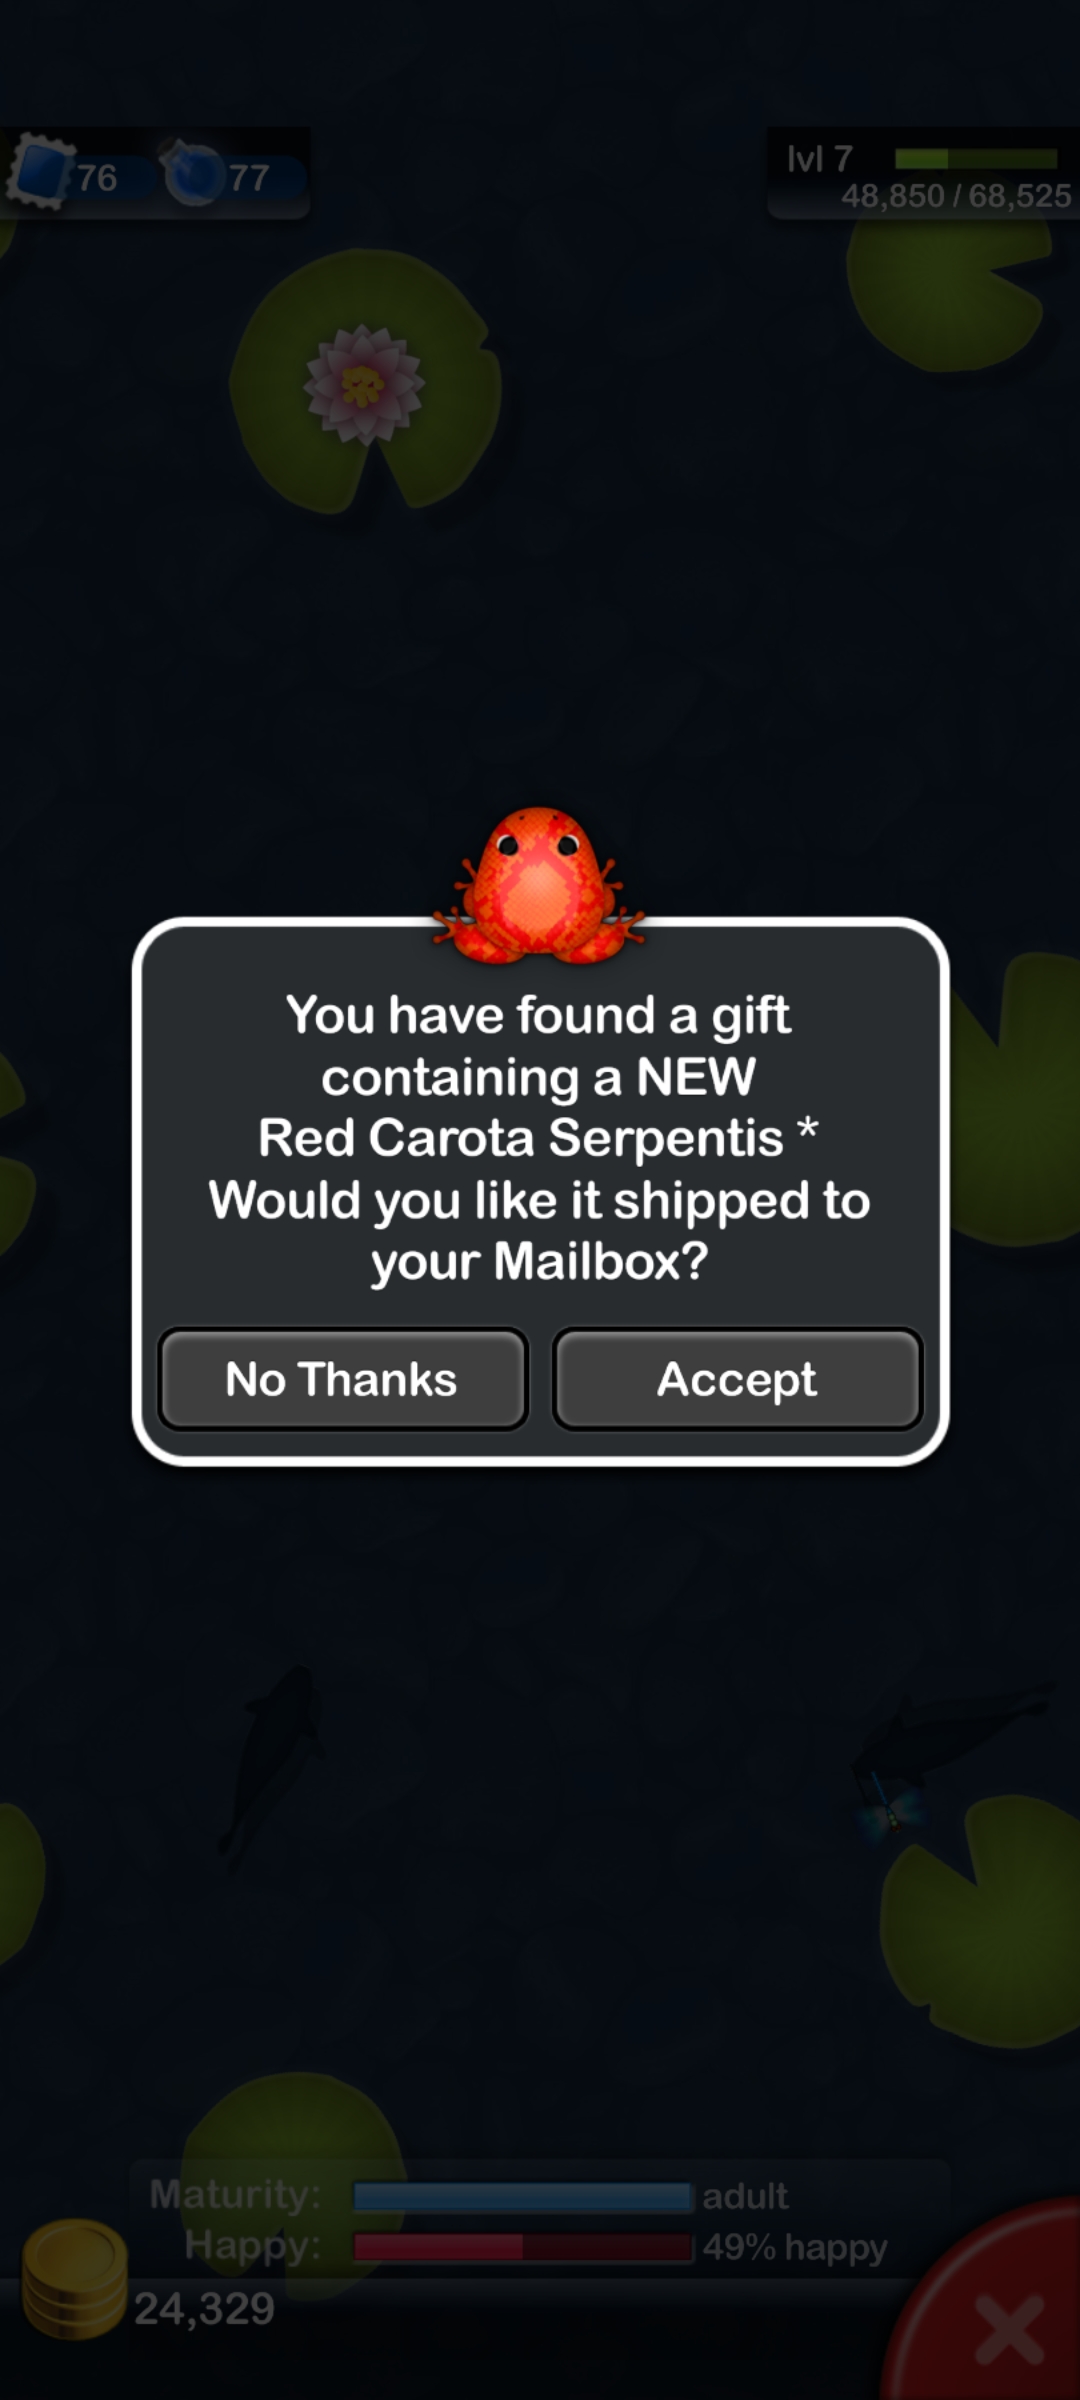 76 77
lvl 7
48,850 / 68,525
You have found a gift
containing a NEW
Red Carota Serpentis *
Would you like it shipped to
your Mailbox?
No Thanks Accept
Maturity: adult
Happy: 49% happy
24,329